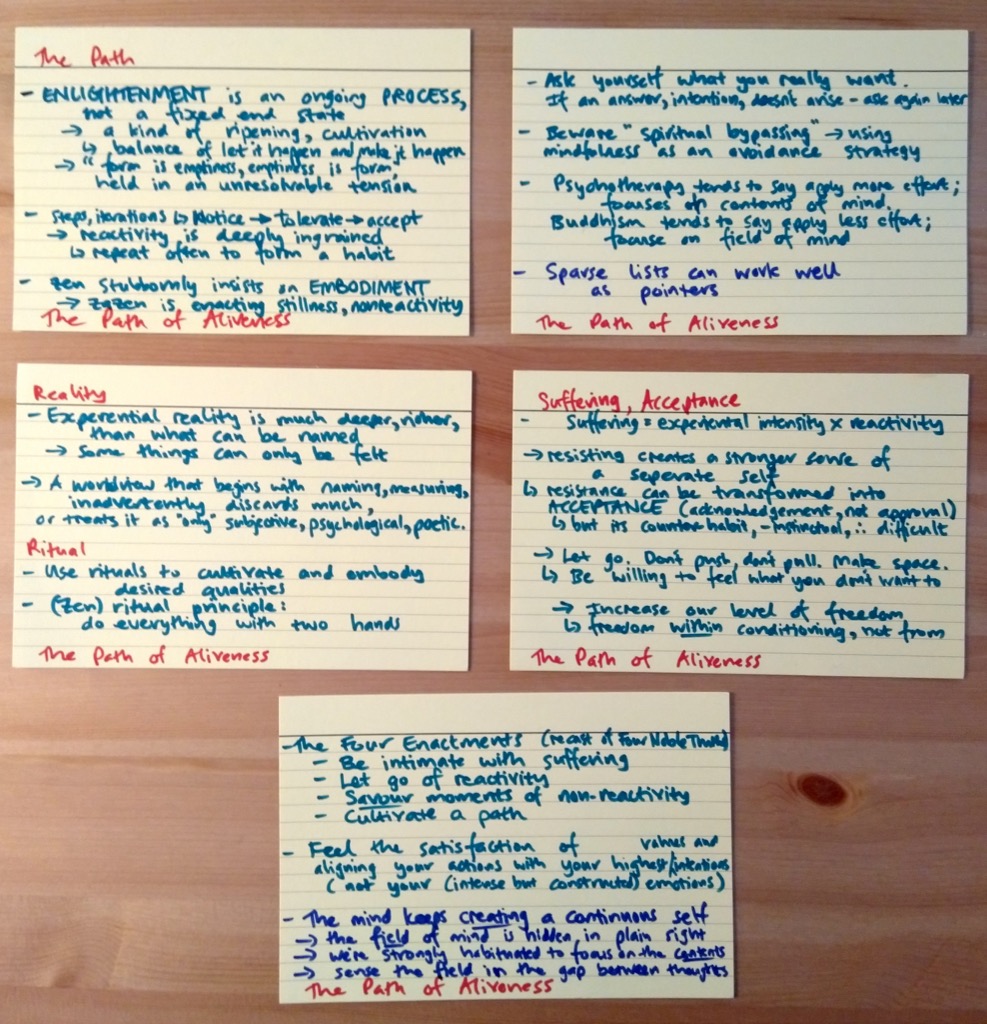 The Path
- ENLIGHTENMENT is an ongoing PROCESS,
not a fixed end state
→ a kind of ripening, cultivation
↳ balance of let it happen and make it happen
→ "form is emptiness, emptiness is form,"
held in an unresolvable tension
- Steps, iterations ↳ Notice → tolerate → accept
→ reactivity is deeply ingrained
↳ repeat often to form a habit
- Zen stubbornly insists on EMBODIMENT
→ zazen is enacting stillness, nonreactivity
The Path of Aliveness
- Ask yourself what you really want.
If an answer, intention, doesn't arise - ask again later
- Beware "spiritual bypassing" → using
mindfulness as an avoidance strategy
- Psychotherapy tends to say apply more effort;
focuses on contents of mind.
Buddhism tends to say apply less effort;
focuse on field of mind
- Sparse lists can work well
as pointers
The Path of Aliveness
Reality
- Experiential reality is much deeper, richer,
than what can be named
→ Some things can only be felt
→ A worldview that begins with naming, measuring,
inadvertently discards much,
or treats it as "only" subjective, psychological, poetic.
Ritual
- Use rituals to cultivate and embody
desired qualities
- (Zen) ritual principle:
do everything with two hands
The Path of Aliveness
Suffering, Acceptance
- Suffering = experiental intensity x reactivity
→ resisting creates a stronger sense of
a seperate self
↳ resistance can be transformed into
ACCEPTANCE (acknowledgement, not approval)
↳ but its counter habit, -instinctual, ∴ difficult
→ Let go. Don't push, don't pull. Make space.
↳ Be willing to feel what you don't want to
→ Increase our level of freedom
↳ freedom within conditioning, not from
The Path of Aliveness
- The Four Enactments (recast of Four Noble Truths)
- Be intimate with suffering
- Let go of reactivity
- Savour moments of non-reactivity
- Cultivate a path
- Feel the satisfaction of values and
aligning your actions with your highest/intentions
(not your (intense but constructed) emotions)
- The mind keeps creating a continuous self
→ the field of mind is hidden in plain right
→ we're strongly habituated to focus on the contents
→ sense the field in the gap between thoughts
The Path of Aliveness